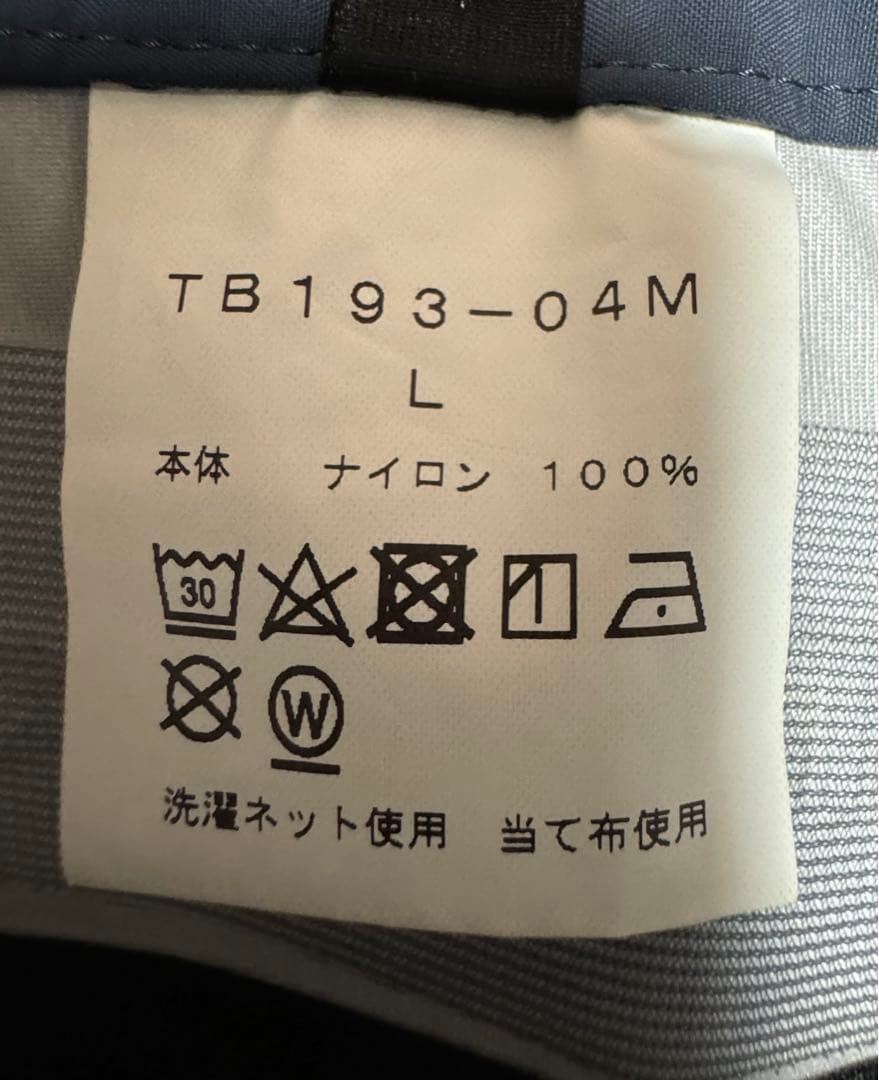 TB193-04M
L
本体 ナイロン 100%
30
W
洗濯ネット使用 当て布使用